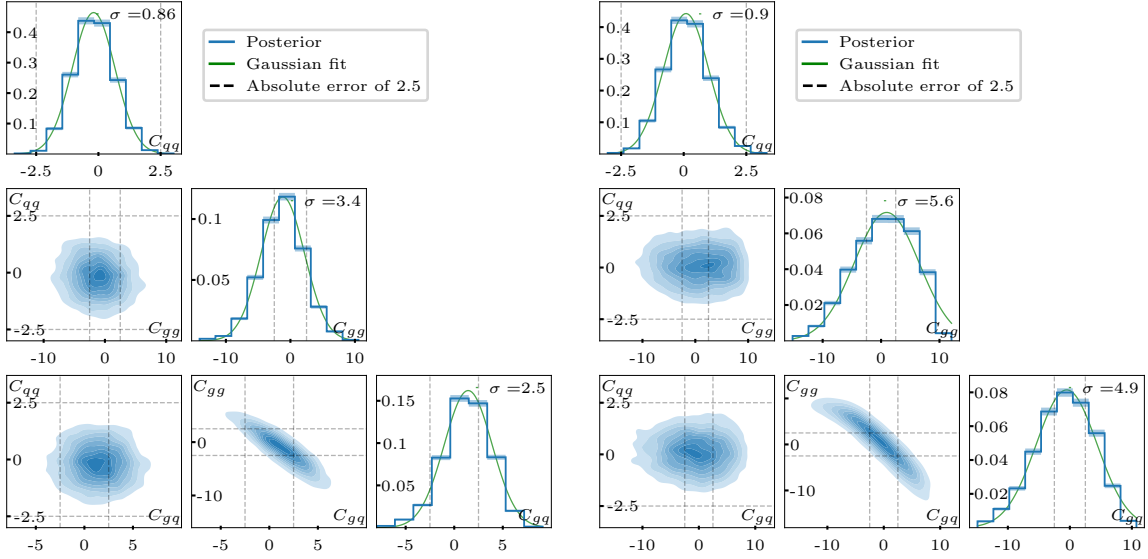 σ =0.86
0.4
0.3
0.2
0.1
C_qq
-2.5 0 2.5
Posterior
Gaussian fit
Absolute error of 2.5
σ =0.9
0.4
0.3
0.2
0.1
C_qq
-2.5 0 2.5
Posterior
Gaussian fit
Absolute error of 2.5
C_qq
2.5
0
-2.5
C_gg
-10 0 10
σ =3.4
0.1
0.05
C_gg
-10 0 10
C_qq
2.5
0
-2.5
C_gg
-10 0 10
σ =5.6
0.08
0.06
0.04
0.02
C_gg
-10 0 10
C_qq
2.5
0
-2.5
C_gq
-5 0 5
C_gg
0
-10
C_gq
-5 0 5
σ =2.5
0.15
0.1
0.05
C_gq
-5 0 5
C_qq
2.5
0
-2.5
C_gq
-10 0 10
C_gg
0
-10
C_gq
-10 0 10
σ =4.9
0.08
0.06
0.04
0.02
C_gq
-10 0 10